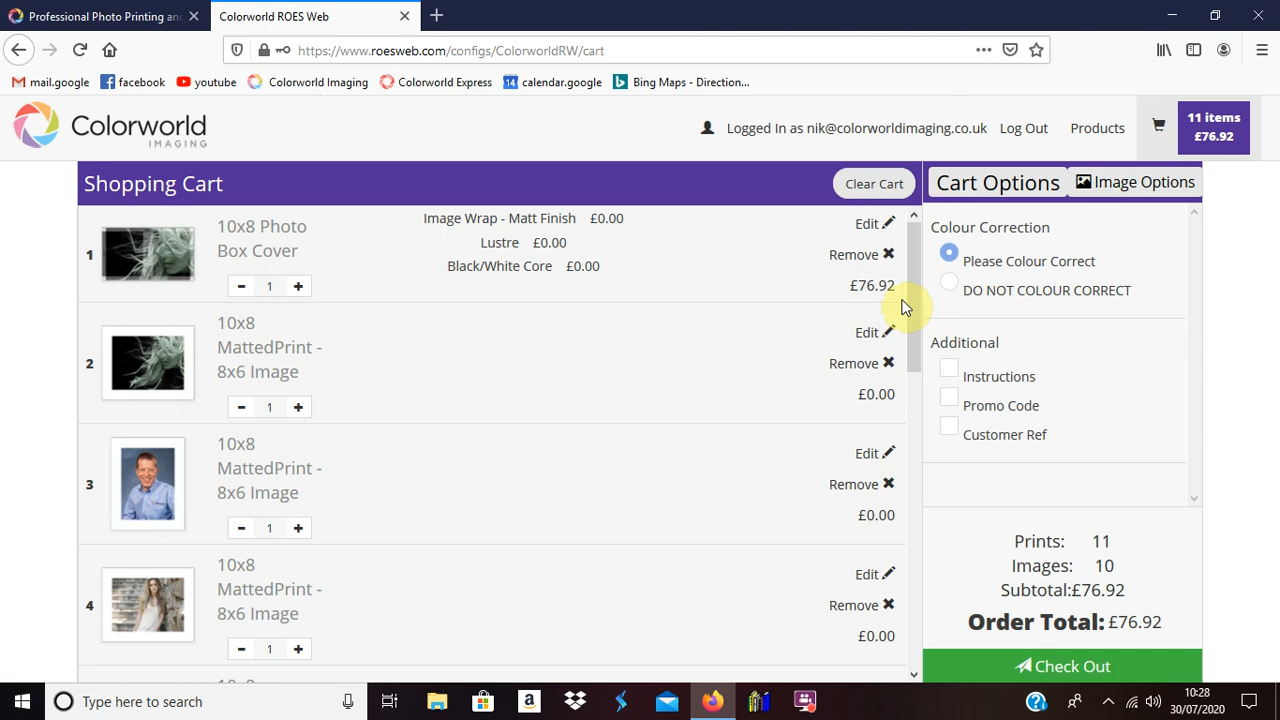 Professional Photo Printing and
Colorworld ROES Web
https://www.roesweb.com/configs/ColorworldRW/cart
mail.google
facebook
youtube
Colorworld Imaging
Colorworld Express
14
calendar.google
Bing Maps - Direction...
Colorworld
IMAGING
Logged In as nik@colorworldimaging.co.uk
Log Out
Products
11 items
£76.92
Shopping Cart
Clear Cart
Cart Options
Image Options
1
10x8 Photo
Box Cover
1
Image Wrap - Matt Finish £0.00
Lustre £0.00
Black/White Core £0.00
Edit
Remove
£76.92
2
10x8
MattedPrint -
8x6 Image
1
Edit
Remove
£0.00
3
10x8
MattedPrint -
8x6 Image
1
Edit
Remove
£0.00
4
10x8
MattedPrint -
8x6 Image
1
Edit
Remove
£0.00
Colour Correction
Please Colour Correct
DO NOT COLOUR CORRECT
Additional
Instructions
Promo Code
Customer Ref
Prints: 11
Images: 10
Subtotal:£76.92
Order Total: £76.92
Check Out
Type here to search
10:28
30/07/2020